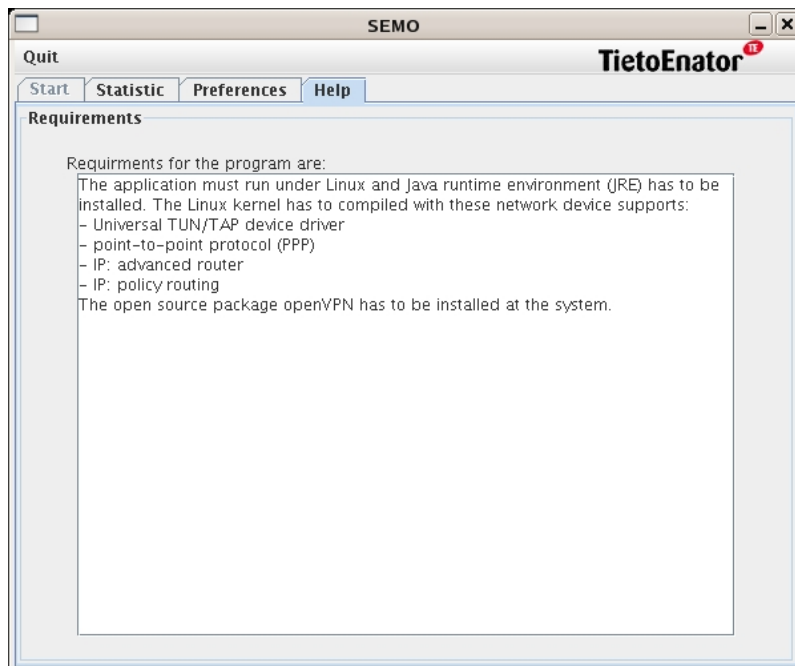 SEMO
Quit
TietoEnator TE
Start Statistic Preferences Help
Requirements
Requirments for the program are:
The application must run under Linux and Java runtime environment (JRE) has to be
installed. The Linux kernel has to compiled with these network device supports:
- Universal TUN/TAP device driver
- point-to-point protocol (PPP)
- IP: advanced router
- IP: policy routing
The open source package openVPN has to be installed at the system.